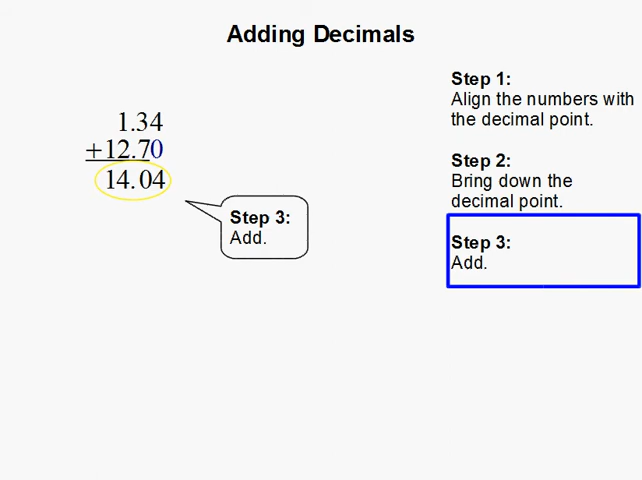 Adding Decimals
1.34
+12.70
14.04
Step 3:
Add.
Step 1:
Align the numbers with
the decimal point.
Step 2:
Bring down the
decimal point.
Step 3:
Add.